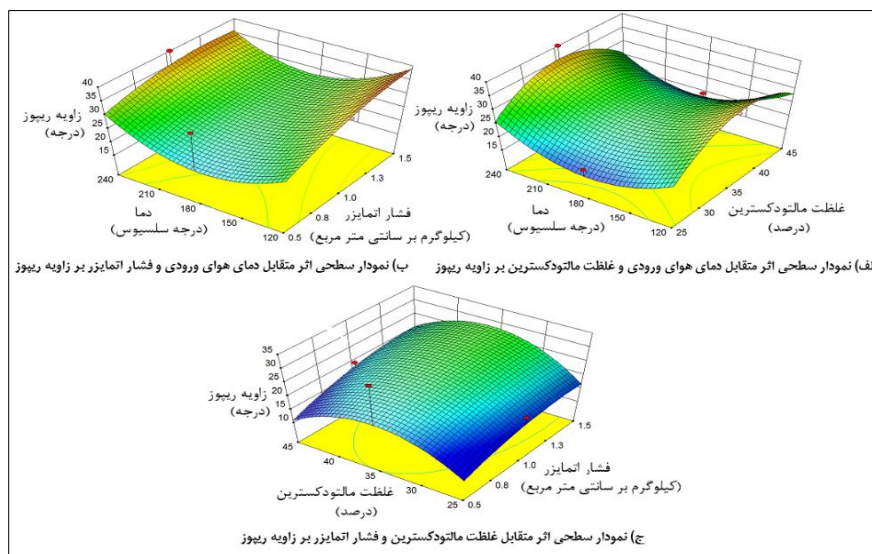 40
35
30
25
20
15
زاویه ریپوز
(درجه)
240
210
180
150
120
دما
(درجه سلسیوس)
0.5
0.8
1.0
1.3
1.5
فشار اتمایزر
(کیلوگرم بر سانتی متر مربع)
40
35
30
25
20
15
زاویه ریپوز
(درجه)
240
210
180
150
120
دما
(درجه سلسیوس)
25
30
35
40
45
غلظت مالتودکسترین
(درصد)
الف) نمودار سطحی اثر متقابل دمای هوای ورودی و غلظت مالتودکسترین بر زاویه ریپوز
ب) نمودار سطحی اثر متقابل دمای هوای ورودی و فشار اتمایزر بر زاویه ریپوز
35
30
25
20
15
10
زاویه ریپوز
(درجه)
45
40
35
30
25
غلظت مالتودکسترین
(درصد)
0.5
0.8
1.0
1.3
1.5
فشار اتمایزر
(کیلوگرم بر سانتی متر مربع)
ج) نمودار سطحی اثر متقابل غلظت مالتودکسترین و فشار اتمایزر بر زاویه ریپوز